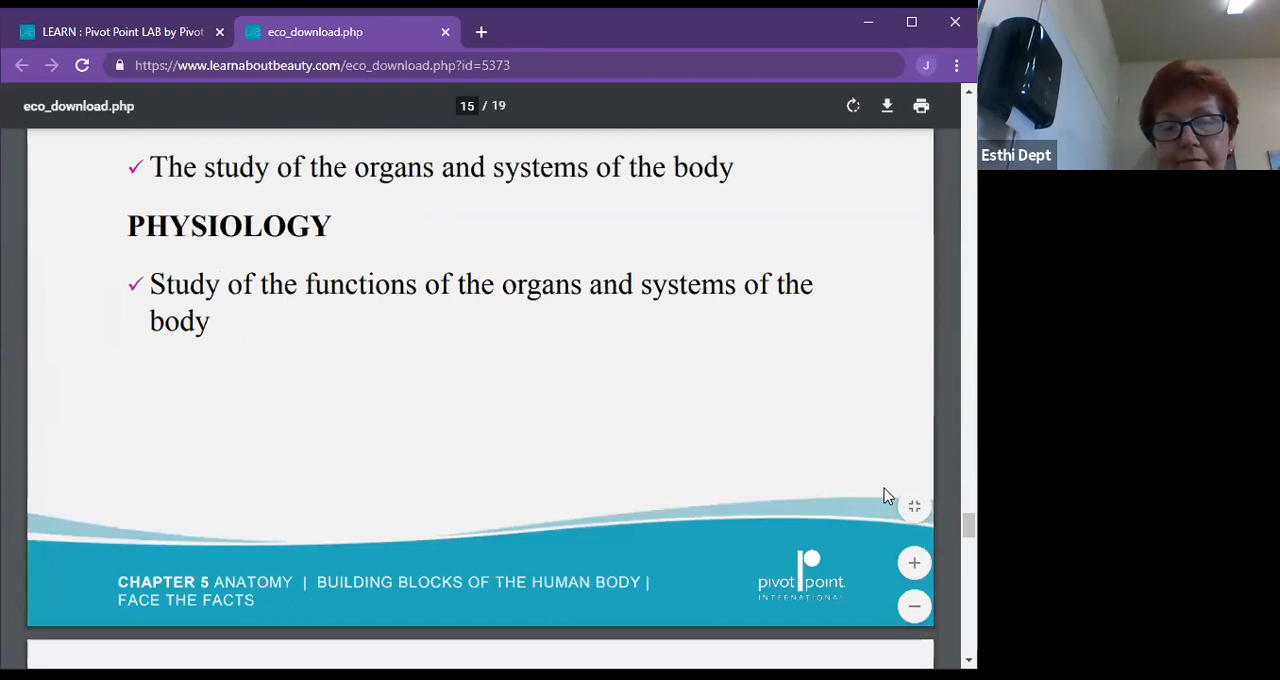 LEARN : Pivot Point LAB by Pivot
eco_download.php
https://www.learnaboutbeauty.com/eco_download.php?id=5373
J
eco_download.php
15 / 19
The study of the organs and systems of the body
PHYSIOLOGY
Study of the functions of the organs and systems of the
body
CHAPTER 5 ANATOMY | BUILDING BLOCKS OF THE HUMAN BODY |
FACE THE FACTS
pivot point
INTERNATIONAL
Esthi Dept